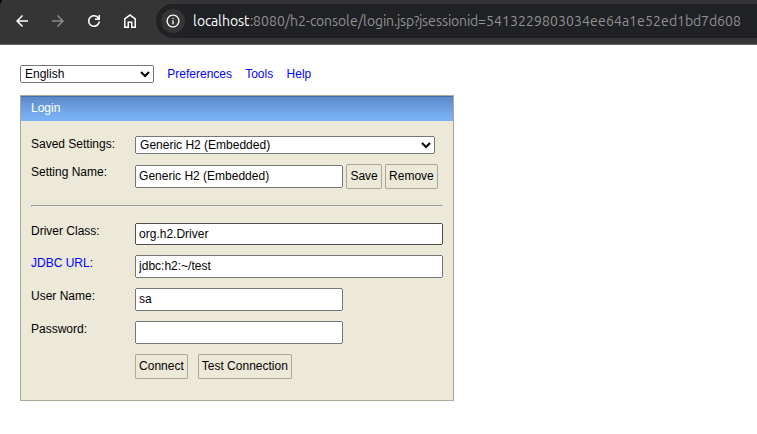 localhost:8080/h2-console/login.jsp?jsessionid=5413229803034ee64a1e52ed1bd7d608
English Preferences Tools Help
Login
Saved Settings: Generic H2 (Embedded)
Setting Name: Generic H2 (Embedded) Save Remove
Driver Class: org.h2.Driver
JDBC URL: jdbc:h2:~/test
User Name: sa
Password:
Connect Test Connection